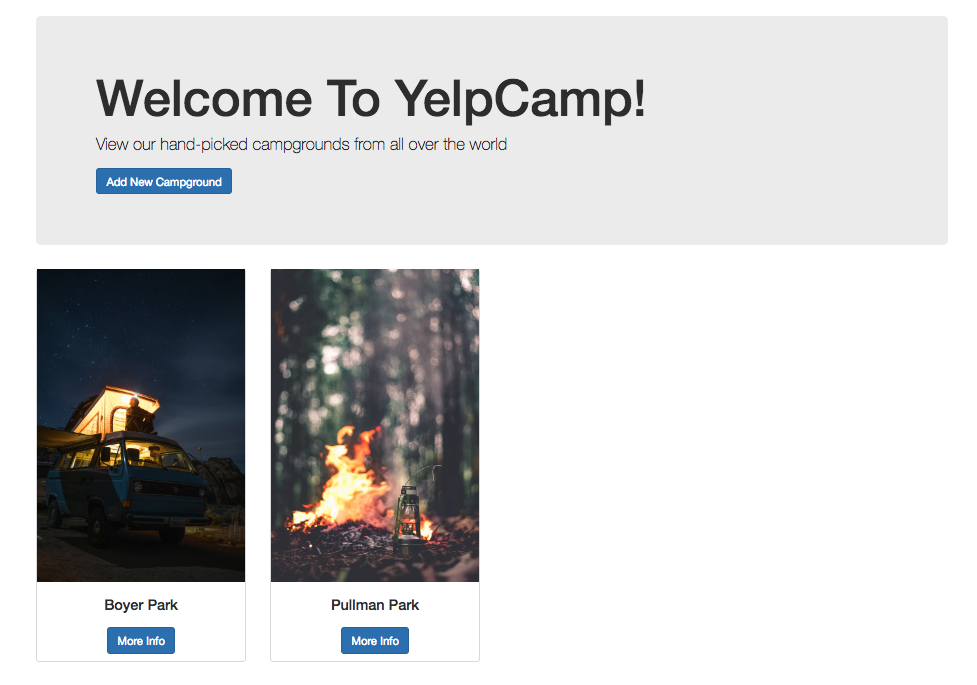 Welcome To YelpCamp!
View our hand-picked campgrounds from all over the world
Add New Campground
Boyer Park
More Info
Pullman Park
More Info